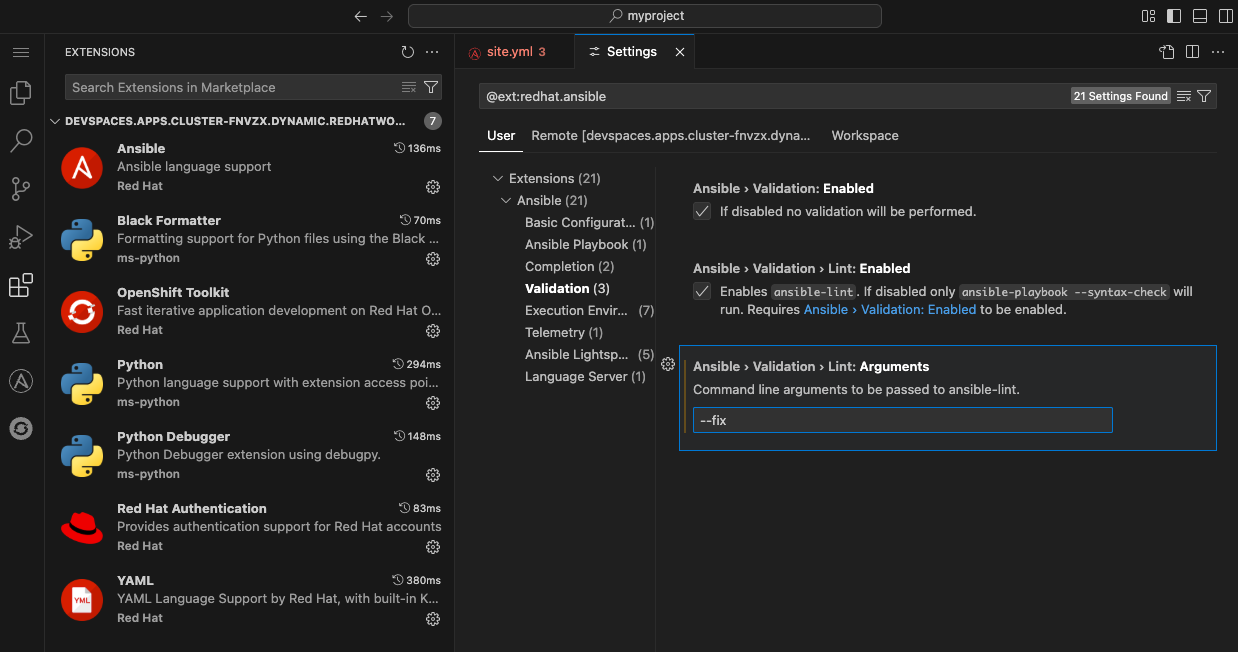 myproject
EXTENSIONS
Search Extensions in Marketplace
DEVSPACES.APPS.CLUSTER-FNVZX.DYNAMIC.REDHATWO... 7
Ansible 136ms
Ansible language support
Red Hat
Black Formatter 70ms
Formatting support for Python files using the Black ...
ms-python
OpenShift Toolkit
Fast iterative application development on Red Hat O...
Red Hat
Python 294ms
Python language support with extension access poi...
ms-python
Python Debugger 148ms
Python Debugger extension using debugpy.
ms-python
Red Hat Authentication 83ms
Provides authentication support for Red Hat accounts
Red Hat
YAML 380ms
YML
YAML Language Support by Red Hat, with built-in K...
Red Hat
site.yml 3
Settings
@ext:redhat.ansible
21 Settings Found
User
Remote [devspaces.apps.cluster-fnvzx.dyna...
Workspace
Extensions (21)
Ansible (21)
Basic Configurat... (1)
Ansible Playbook (1)
Completion (2)
Validation (3)
Execution Envir... (7)
Telemetry (1)
Ansible Lightsp... (5)
Language Server (1)
Ansible › Validation: Enabled
If disabled no validation will be performed.
Ansible › Validation › Lint: Enabled
Enables ansible-lint. If disabled only ansible-playbook --syntax-check will
run. Requires Ansible › Validation: Enabled to be enabled.
Ansible › Validation › Lint: Arguments
Command line arguments to be passed to ansible-lint.
--fix